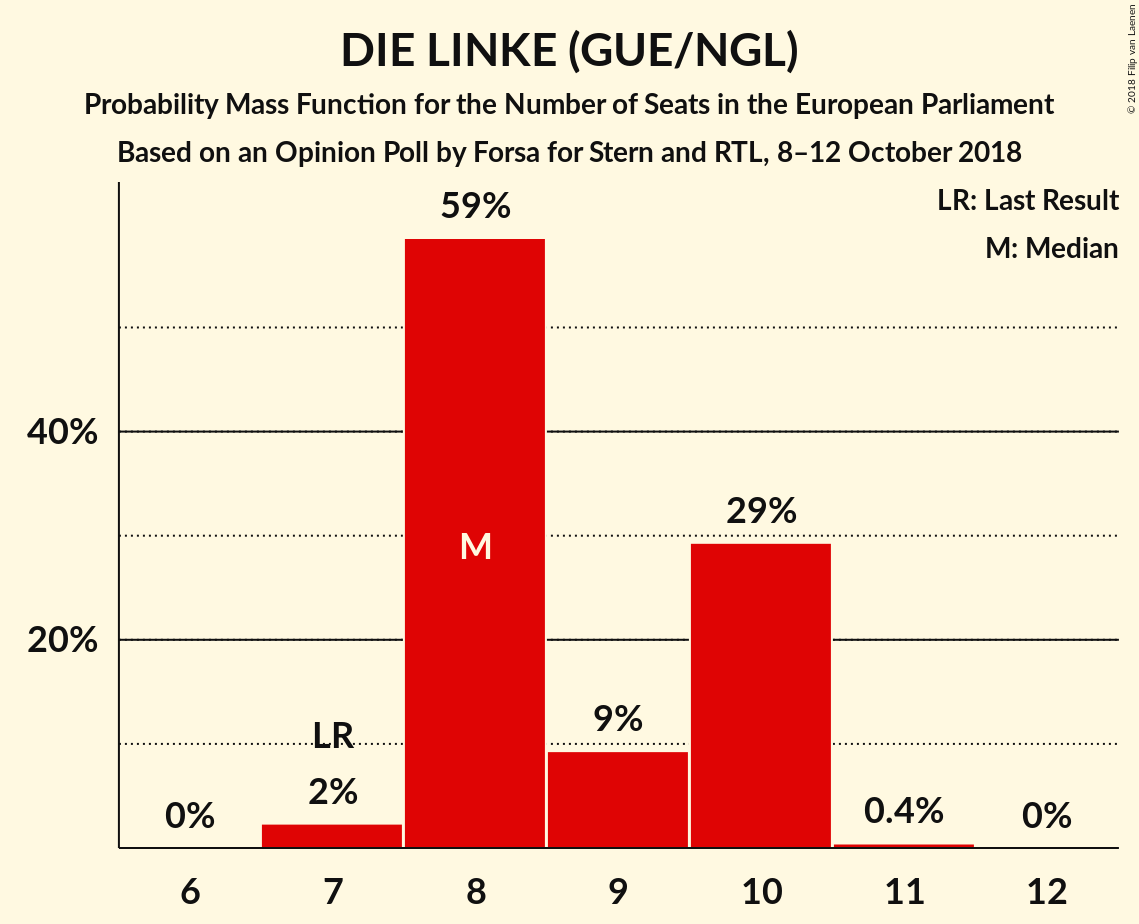 DIE LINKE (GUE/NGL)
Probability Mass Function for the Number of Seats in the European Parliament
Based on an Opinion Poll by Forsa for Stern and RTL, 8–12 October 2018
© 2018 Filip van Laenen
LR: Last Result
M: Median
59%
40%
29%
M
20%
9%
LR
2%
0%
0.4%
0%
6 7 8 9 10 11 12